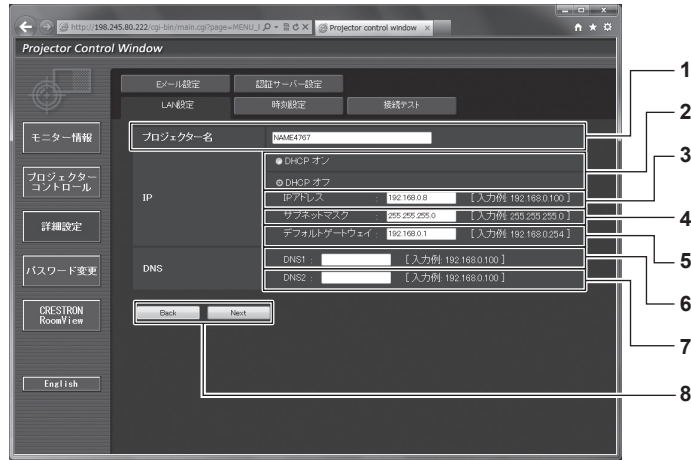 http://198.245.80.222/cgi-bin/main.cgi?page=MENU_I
Projector control window
Projector Control Window
Eメール設定 認証サーバー設定
LAN設定 時刻設定 接続テスト
モニター情報
プロジェクター
コントロール
詳細設定
パスワード変更
CRESTRON
RoomView
English
プロジェクター名 NAME4767
IP
DHCP オン
DHCP オフ
IPアドレス : 192.168.0.8 [入力例: 192.168.0.100]
サブネットマスク : 255.255.255.0 [入力例: 255.255.255.0]
デフォルトゲートウェイ : 192.168.0.1 [入力例: 192.168.0.254]
DNS
DNS1 : [入力例: 192.168.0.100]
DNS2 : [入力例: 192.168.0.100]
Back Next
1
2
3
4
5
6
7
8